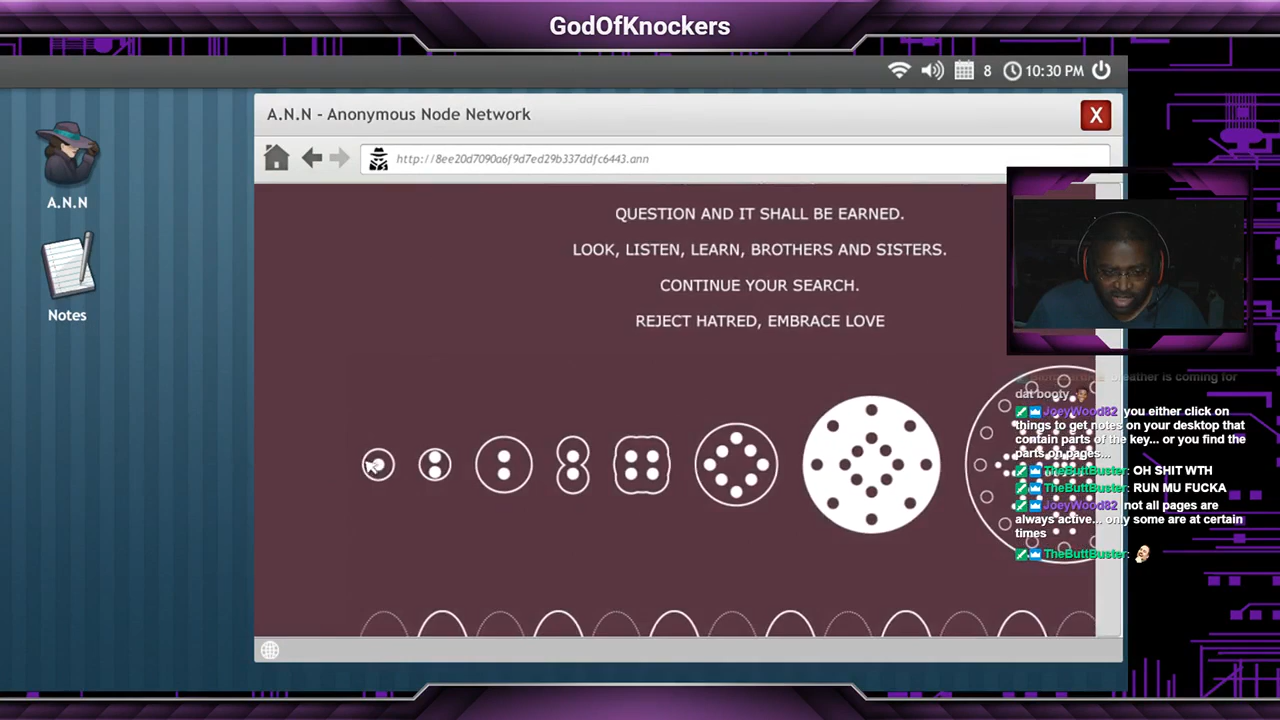 GodOfKnockers
8
10:30 PM
A.N.N - Anonymous Node Network
X
http://8ee20d7090a6f9d7ed29b337ddfc6443.ann
A.N.N
Notes
QUESTION AND IT SHALL BE EARNED.
LOOK, LISTEN, LEARN, BROTHERS AND SISTERS.
CONTINUE YOUR SEARCH.
REJECT HATRED, EMBRACE LOVE
breather is coming for
dat booty
JoeyWood82 you either click on
things to get notes on your desktop that
contain parts of the key... or you find the
parts on pages...
TheButtBuster: OH SHIT WTH
TheButtBuster: RUN MU FUCKA
JoeyWood82: not all pages are
always active... only some are at certain
times
TheButtBuster: